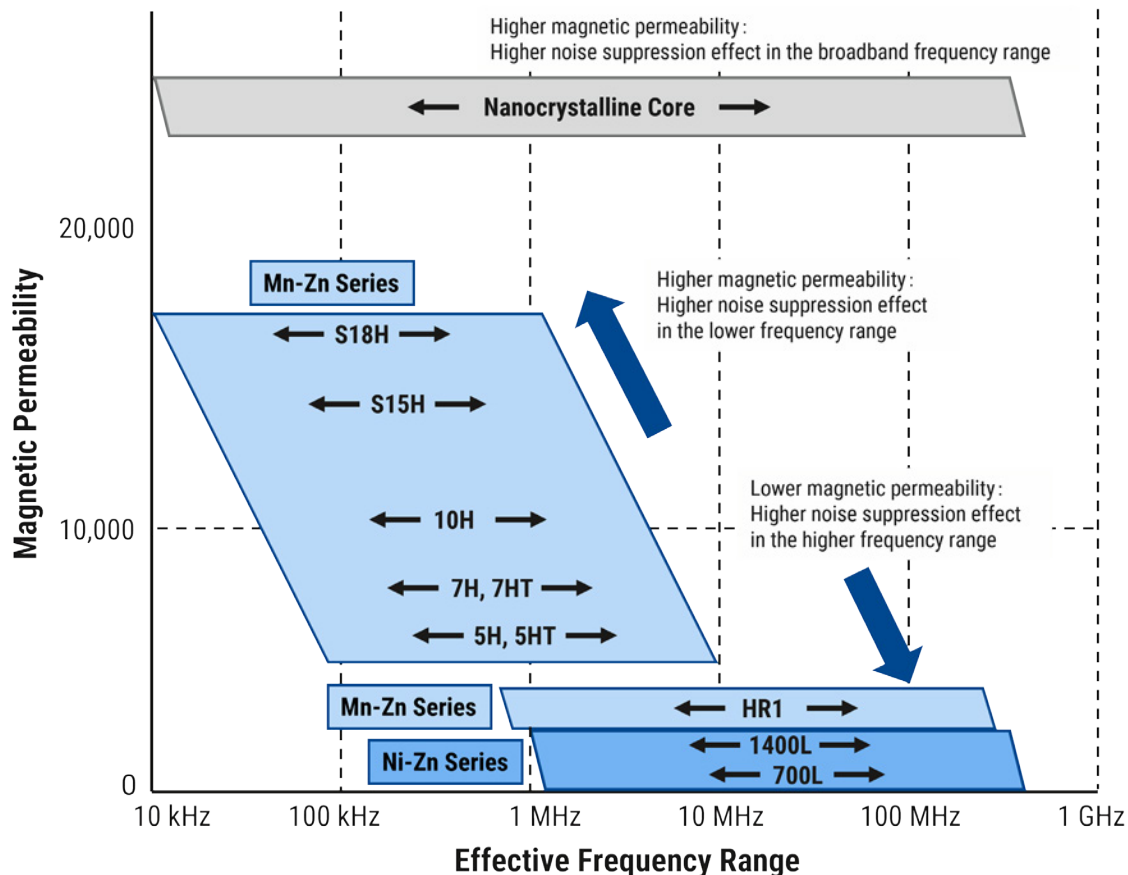 Higher magnetic permeability:
Higher noise suppression effect in the broadband frequency range
Nanocrystalline Core
20,000
Mn-Zn Series
Higher magnetic permeability:
Higher noise suppression effect
in the lower frequency range
S18H
S15H
Magnetic Permeability
Lower magnetic permeability:
Higher noise suppression effect
in the higher frequency range
10,000
10H
7H, 7HT
5H, 5HT
Mn-Zn Series
HR1
Ni-Zn Series
1400L
700L
0
10 kHz
100 kHz
1 MHz
10 MHz
100 MHz
1 GHz
Effective Frequency Range